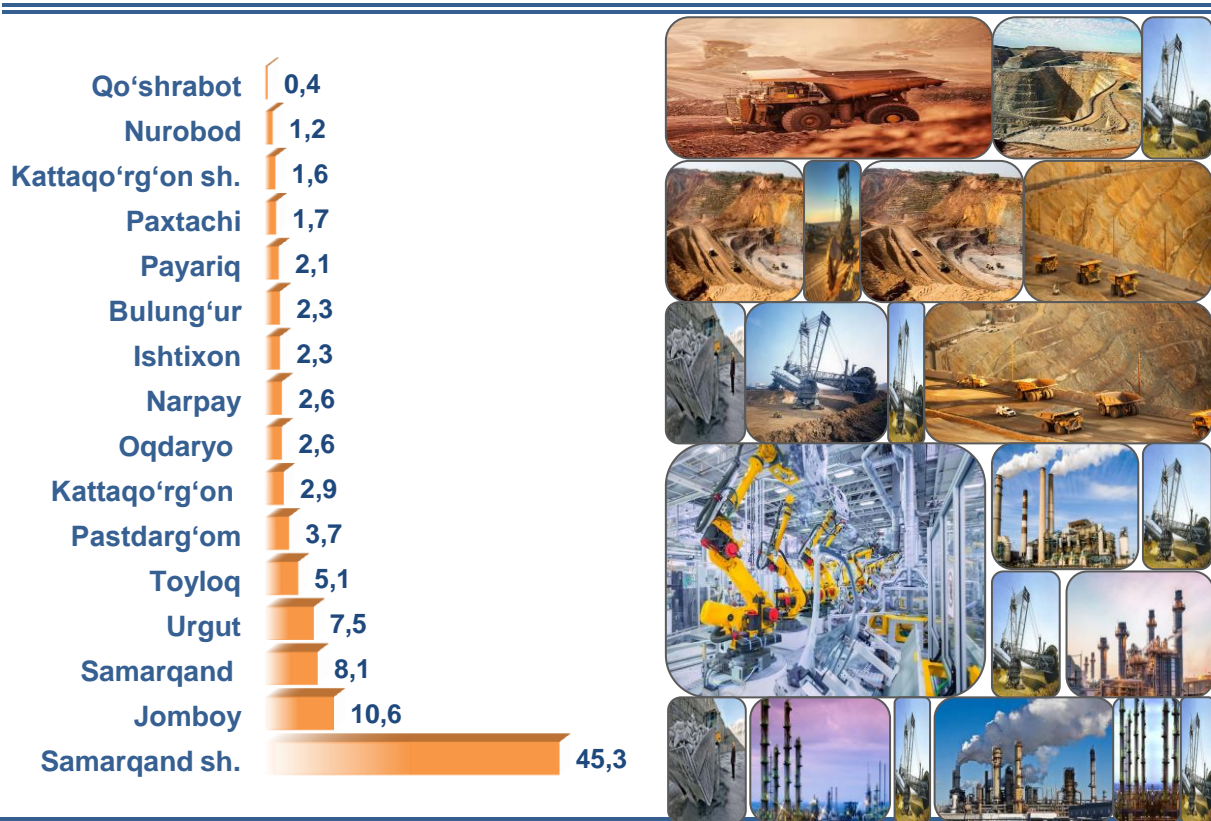 Qo‘shrabot 0,4
Nurobod 1,2
Kattaqo‘rg‘on sh. 1,6
Paxtachi 1,7
Payariq 2,1
Bulung‘ur 2,3
Ishtixon 2,3
Narpay 2,6
Oqdaryo 2,6
Kattaqo‘rg‘on 2,9
Pastdarg‘om 3,7
Toyloq 5,1
Urgut 7,5
Samarqand 8,1
Jomboy 10,6
Samarqand sh. 45,3